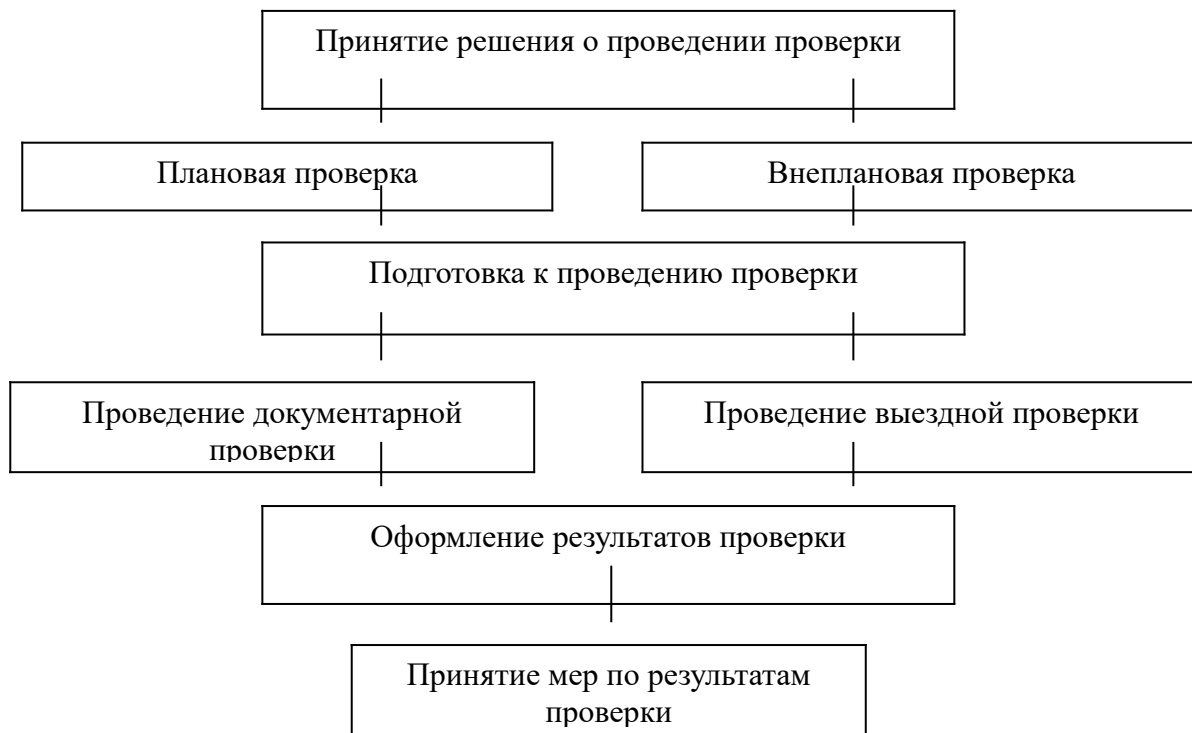 Принятие решения о проведении проверки
Плановая проверка
Внеплановая проверка
Подготовка к проведению проверки
Проведение документарной
проверки
Проведение выездной проверки
Оформление результатов проверки
Принятие мер по результатам
проверки